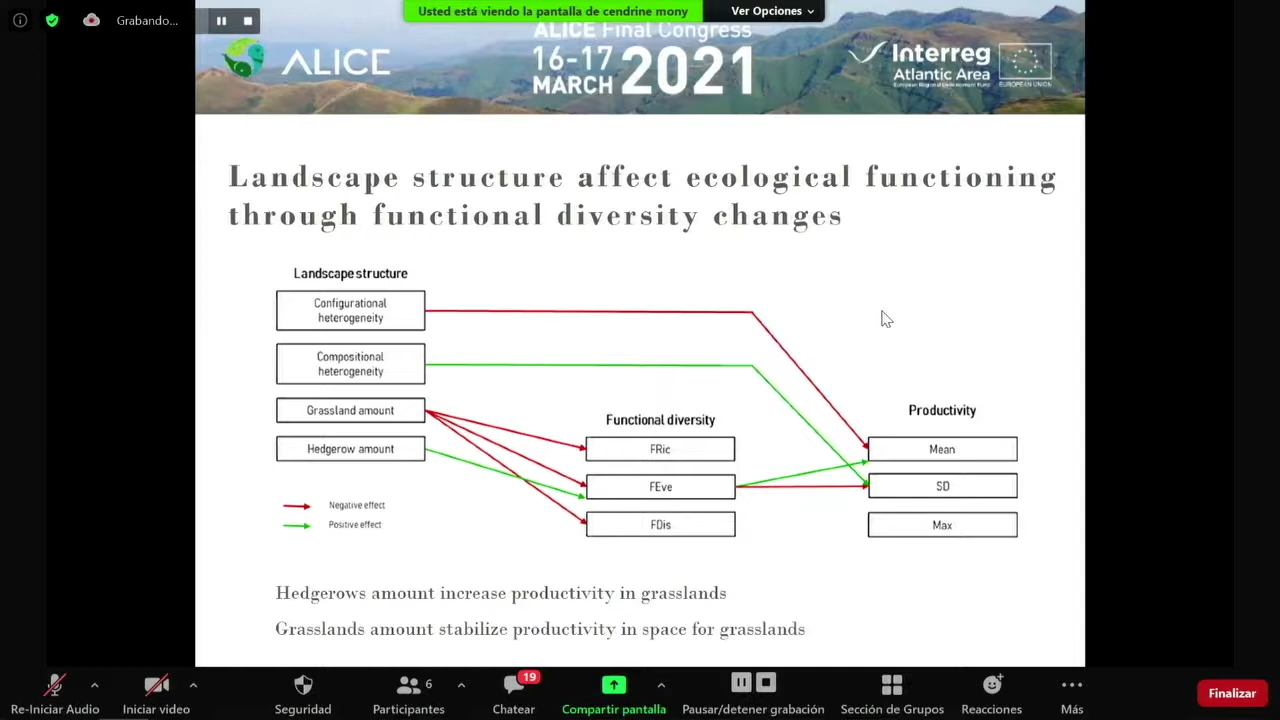 Grabando...
Usted está viendo la pantalla de cendrine mony
Ver Opciones
ALICE
ALICE Final Congress
16-17
MARCH 2021
Interreg
Atlantic Area
European Regional Development Fund
EUROPEAN UNION
Landscape structure affect ecological functioning
through functional diversity changes
Landscape structure
Configurational
heterogeneity
Compositional
heterogeneity
Grassland amount
Hedgerow amount
Negative effect
Positive effect
Functional diversity
FRic
FEve
FDis
Productivity
Mean
SD
Max
Hedgerows amount increase productivity in grasslands
Grasslands amount stabilize productivity in space for grasslands
Re-Iniciar Audio
Iniciar video
Seguridad
6
Participantes
19
Chatear
Compartir pantalla
Pausar/detener grabación
Sección de Grupos
Reacciones
Más
Finalizar